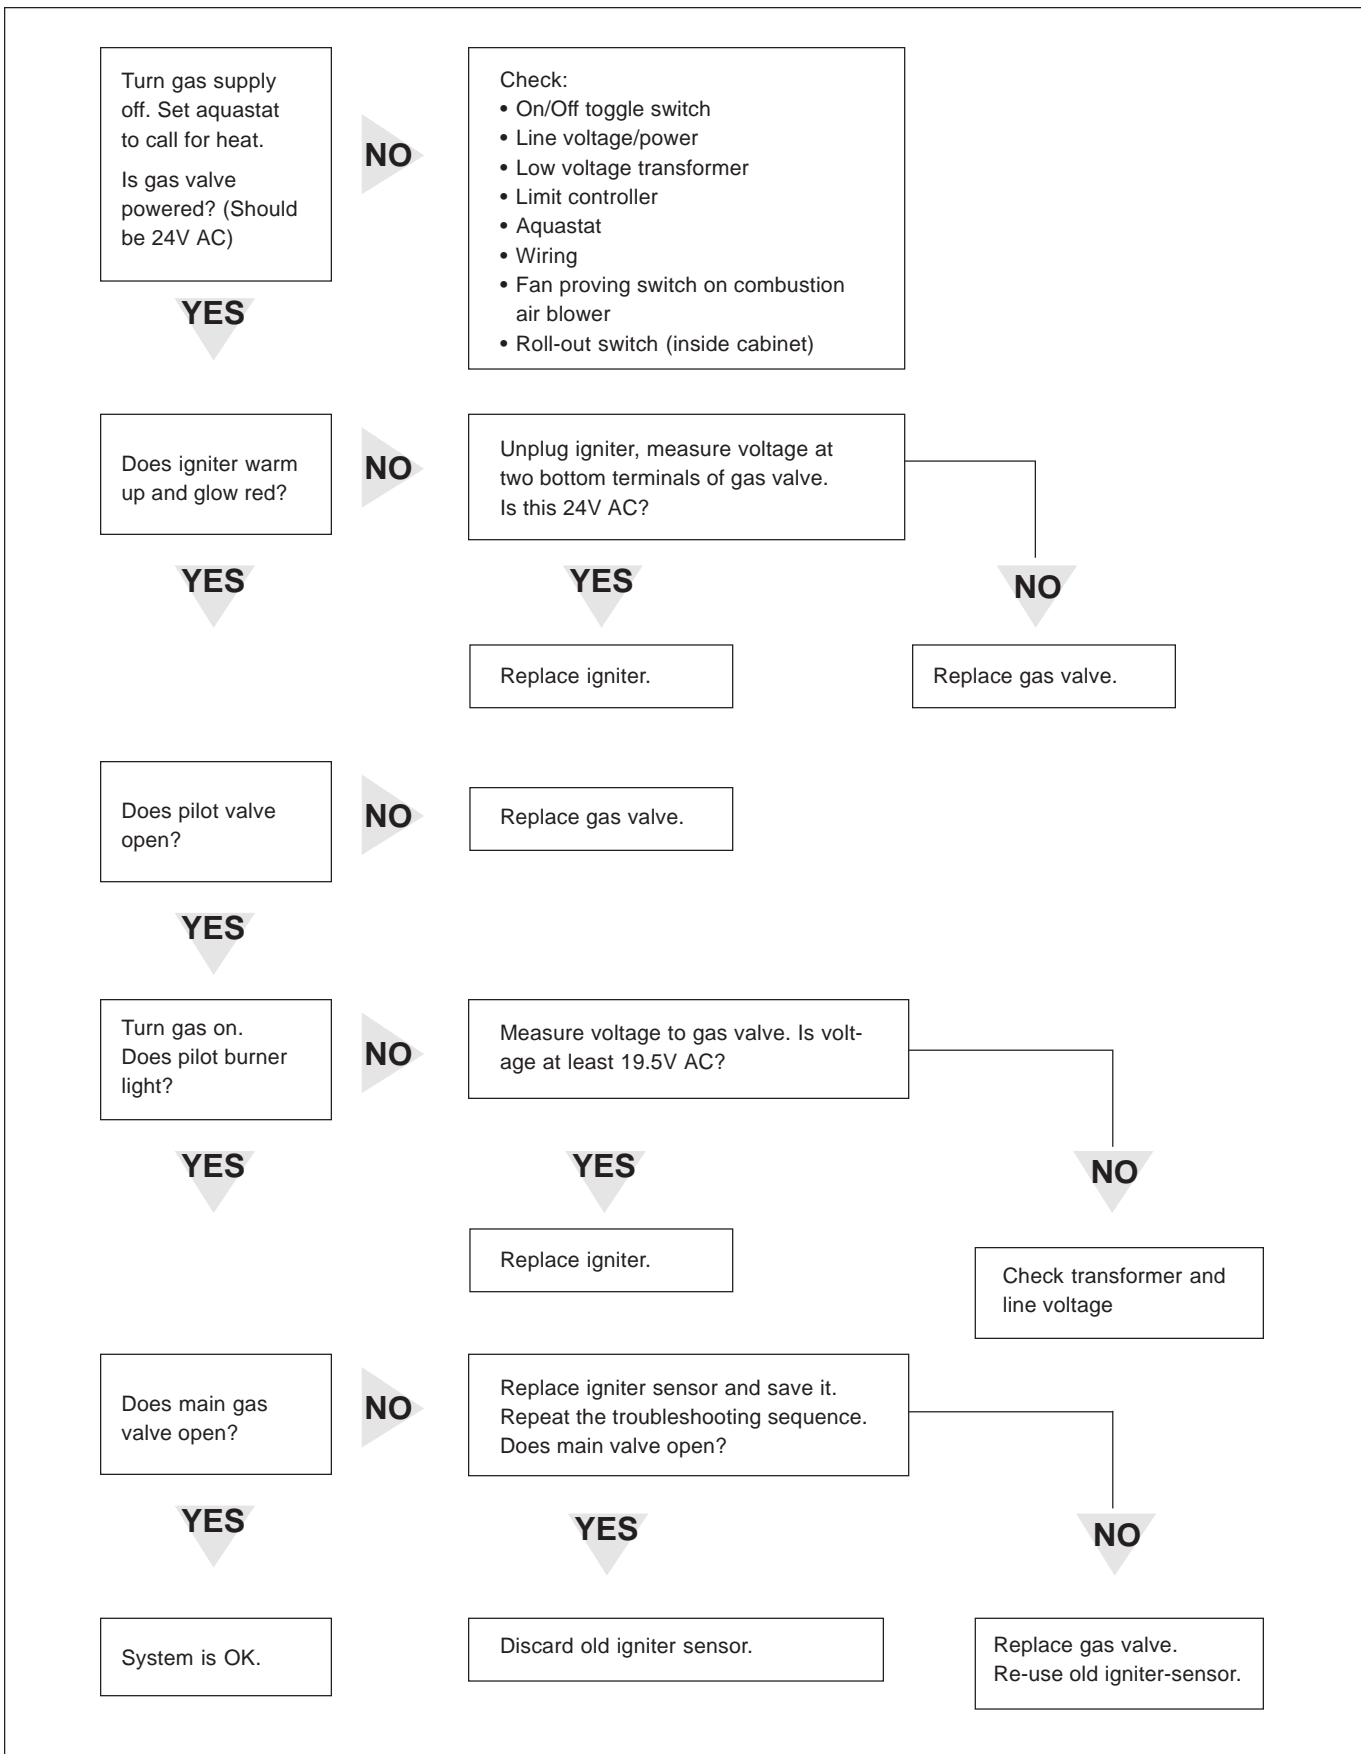 Turn gas supply
off. Set aquastat
to call for heat.
Is gas valve
powered? (Should
be 24V AC)
NO
Check:
• On/Off toggle switch
• Line voltage/power
• Low voltage transformer
• Limit controller
• Aquastat
• Wiring
• Fan proving switch on combustion
air blower
• Roll-out switch (inside cabinet)
YES
Does igniter warm
up and glow red?
NO
Unplug igniter, measure voltage at
two bottom terminals of gas valve.
Is this 24V AC?
YES
YES
NO
Replace igniter.
Replace gas valve.
Does pilot valve
open?
NO
Replace gas valve.
YES
Turn gas on.
Does pilot burner
light?
NO
Measure voltage to gas valve. Is volt-
age at least 19.5V AC?
YES
YES
NO
Replace igniter.
Check transformer and
line voltage
Does main gas
valve open?
NO
Replace igniter sensor and save it.
Repeat the troubleshooting sequence.
Does main valve open?
YES
YES
NO
System is OK.
Discard old igniter sensor.
Replace gas valve.
Re-use old igniter-sensor.